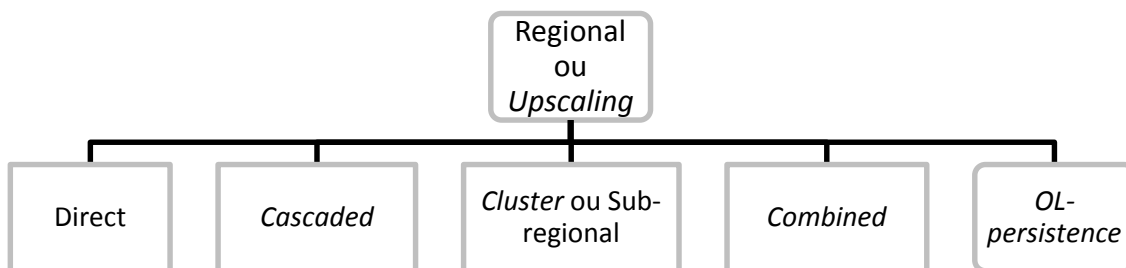 Regional
ou
Upscaling
Direct
Cascaded
Cluster ou Sub-
regional
Combined
OL-
persistence